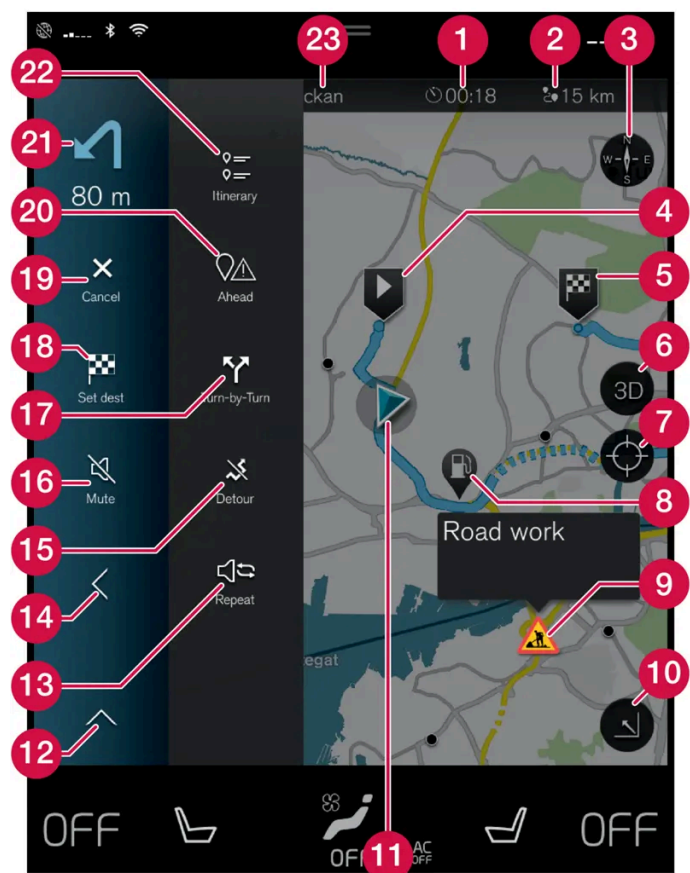 23
1
2
3
22
ckan
00:18
15 km
N
W
E
S
21
80 m
Itinerary
20
4
19
Cancel
Ahead
5
18
Set dest
6
3D
17
Turn-by-Turn
7
16
Mute
Detour
8
15
Road work
14
Repeat
9
13
egat
10
12
OFF
OFF
11
AC
OFF
OFF